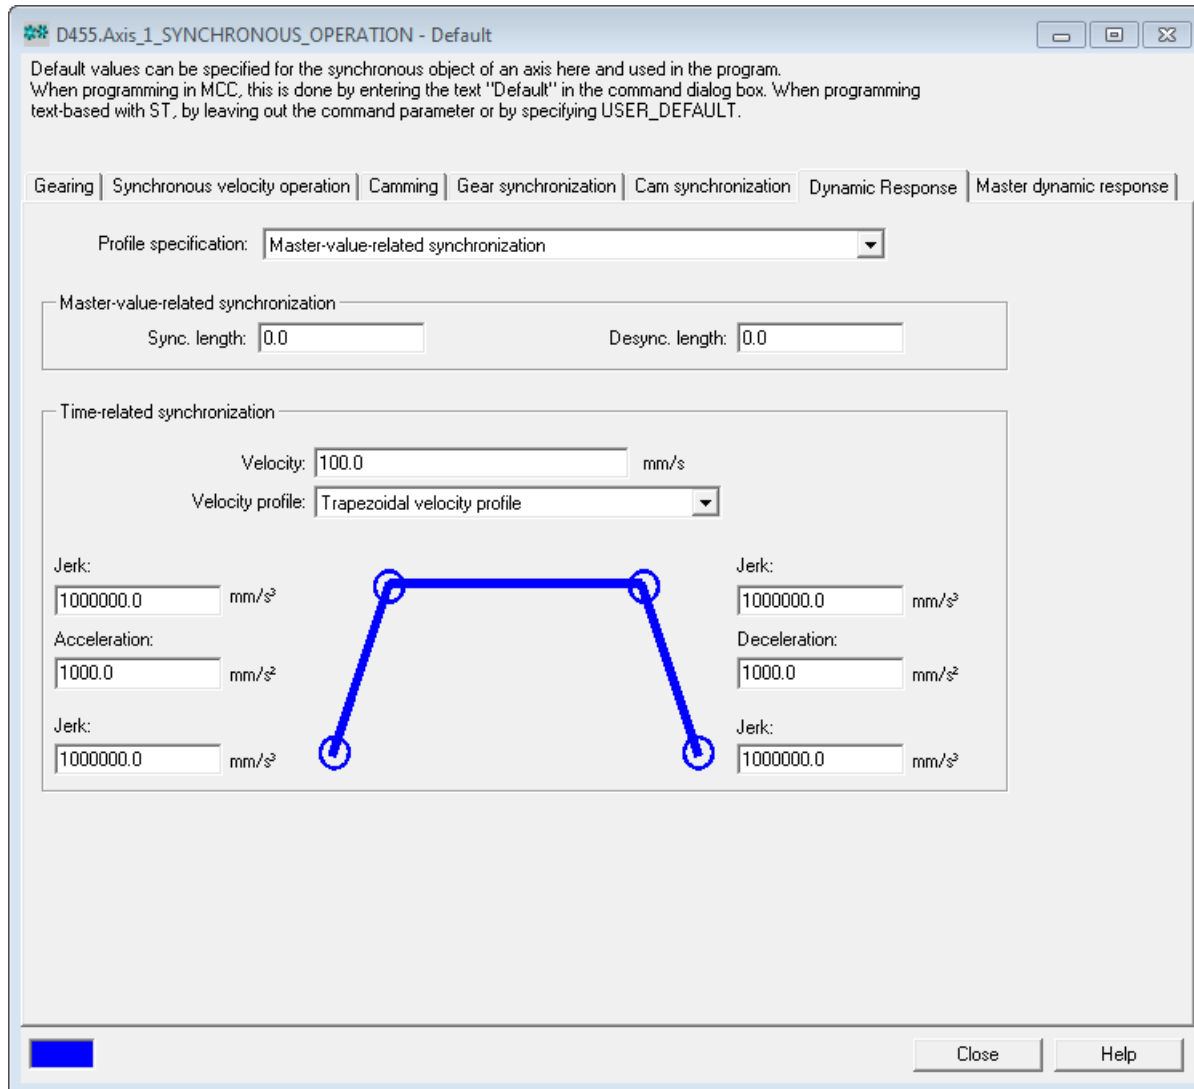 D455.Axis_1_SYNCHRONOUS_OPERATION - Default
Default values can be specified for the synchronous object of an axis here and used in the program.
When programming in MCC, this is done by entering the text "Default" in the command dialog box. When programming
text-based with ST, by leaving out the command parameter or by specifying USER_DEFAULT.
Gearing Synchronous velocity operation Camming Gear synchronization Cam synchronization Dynamic Response Master dynamic response
Profile specification: Master-value-related synchronization
Master-value-related synchronization
Sync. length: 0.0 Desync. length: 0.0
Time-related synchronization
Velocity: 100.0 mm/s
Velocity profile: Trapezoidal velocity profile
Jerk: Jerk:
1000000.0 mm/s³ 1000000.0 mm/s³
Acceleration: Deceleration:
1000.0 mm/s² 1000.0 mm/s²
Jerk: Jerk:
1000000.0 mm/s³ 1000000.0 mm/s³
Close Help